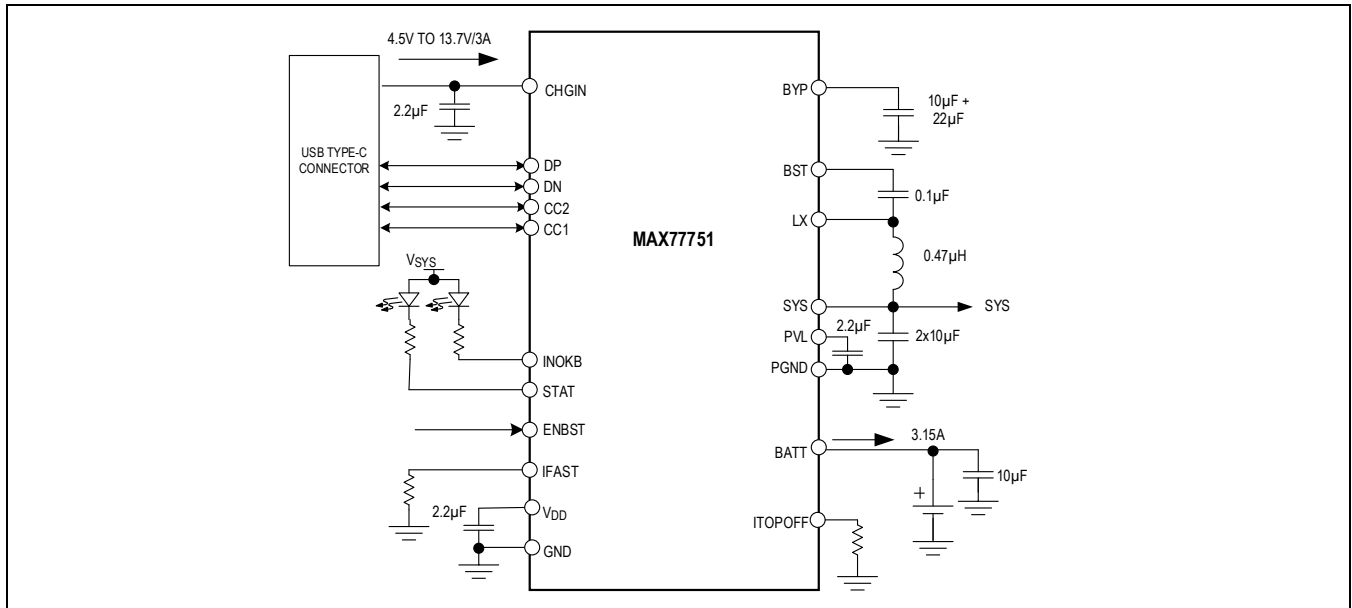 4.5V TO 13.7V/3A
CHGIN
2.2µF
USB TYPE-C
CONNECTOR
DP
DN
CC2
CC1
VSYS
INOKB
STAT
ENBST
IFAST
2.2µF
VDD
GND
MAX77751
BYP
10µF +
22µF
BST
0.1µF
LX
0.47µH
SYS
SYS
2.2µF
PVL
2x10µF
PGND
3.15A
BATT
10µF
+
ITOPOFF